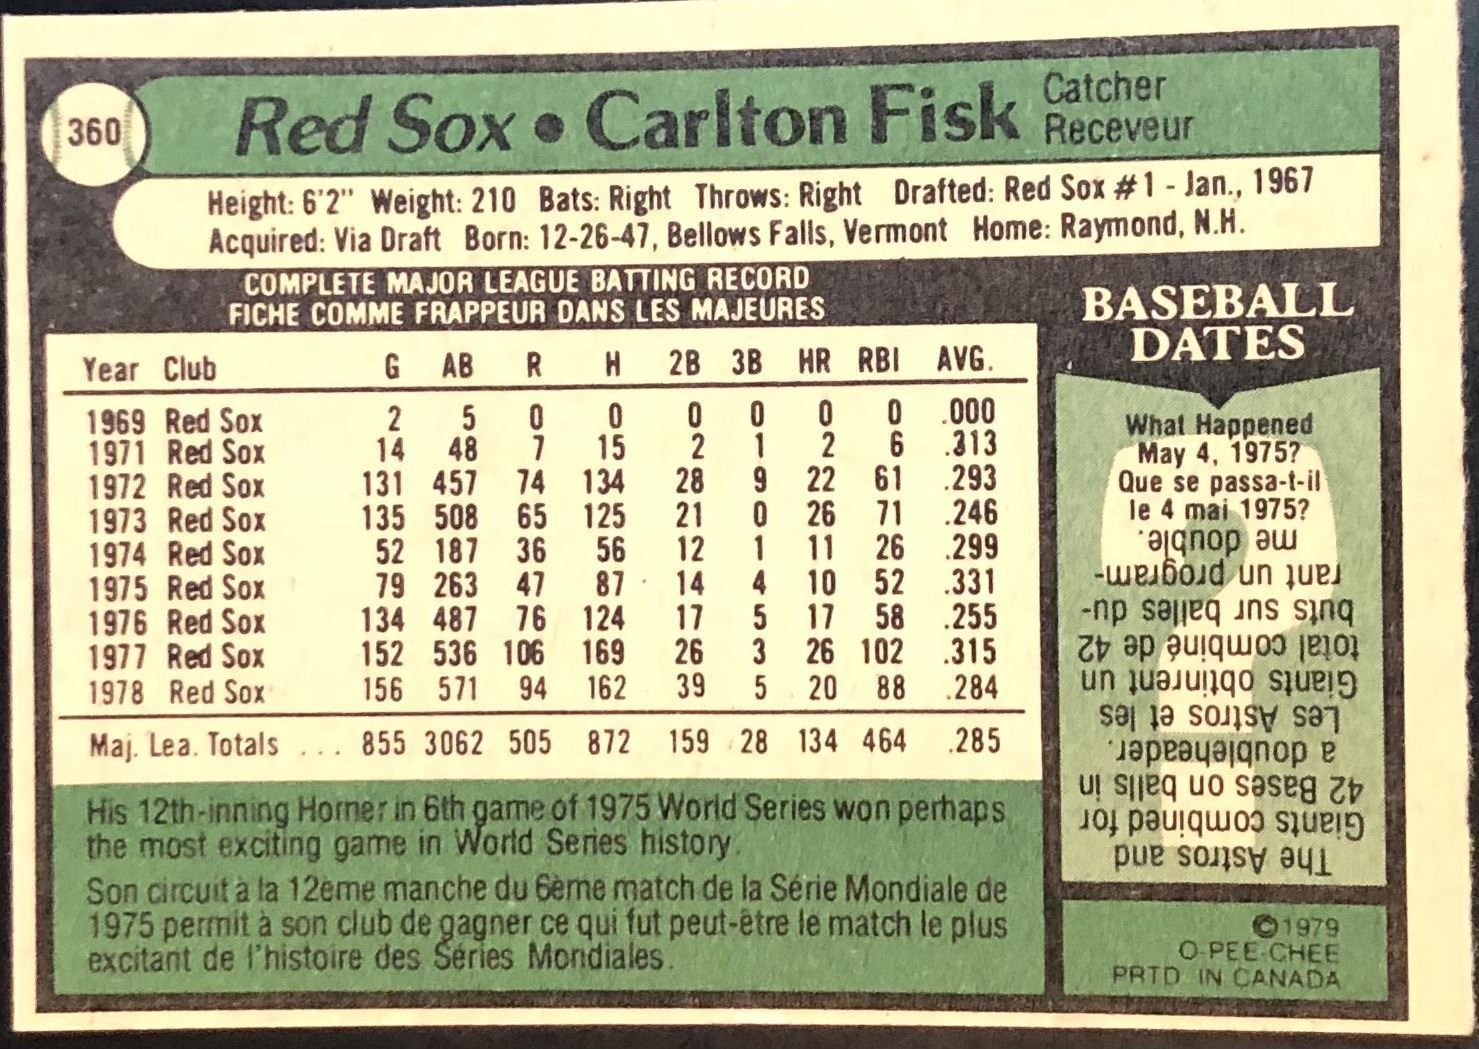 360
Red Sox • Carlton Fisk
Catcher
Receveur
Height: 6'2" Weight: 210 Bats: Right Throws: Right Drafted: Red Sox #1 - Jan., 1967
Acquired: Via Draft Born: 12-26-47, Bellows Falls, Vermont Home: Raymond, N.H.
COMPLETE MAJOR LEAGUE BATTING RECORD
FICHE COMME FRAPPEUR DANS LES MAJEURES
Year Club G AB R H 2B 3B HR RBI AVG.
1969 Red Sox 2 5 0 0 0 0 0 0 .000
1971 Red Sox 14 48 7 15 2 1 2 6 .313
1972 Red Sox 131 457 74 134 28 9 22 61 .293
1973 Red Sox 135 508 65 125 21 0 26 71 .246
1974 Red Sox 52 187 36 56 12 1 11 26 .299
1975 Red Sox 79 263 47 87 14 4 10 52 .331
1976 Red Sox 134 487 76 124 17 5 17 58 .255
1977 Red Sox 152 536 106 169 26 3 26 102 .315
1978 Red Sox 156 571 94 162 39 5 20 88 .284
Maj. Lea. Totals ... 855 3062 505 872 159 28 134 464 .285
His 12th-inning Homer in 6th game of 1975 World Series won perhaps
the most exciting game in World Series history.
Son circuit à la 12ème manche du 6ème match de la Série Mondiale de
1975 permit à son club de gagner ce qui fut peut-être le match le plus
excitant de l'histoire des Séries Mondiales.
BASEBALL
DATES
What Happened
May 4, 1975?
Que se passa-t-il
le 4 mai 1975?
The Astros and
Giants combined for
42 Bases on balls in
a doubleheader.
Les Astros et les
Giants obtinrent un
total combiné de 42
buts sur balles du-
rant un program-
me double.
©1979
O-PEE-CHEE
PRTD IN CANADA